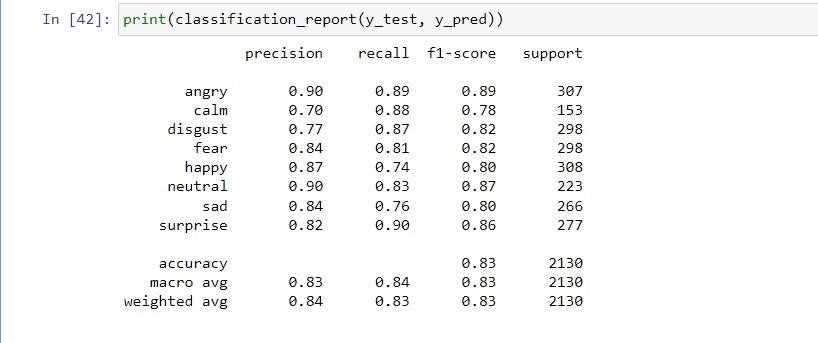 In [42]: print(classification_report(y_test, y_pred))
precision recall f1-score support
angry 0.90 0.89 0.89 307
calm 0.70 0.88 0.78 153
disgust 0.77 0.87 0.82 298
fear 0.84 0.81 0.82 298
happy 0.87 0.74 0.80 308
neutral 0.90 0.83 0.87 223
sad 0.84 0.76 0.80 266
surprise 0.82 0.90 0.86 277
accuracy 0.83 2130
macro avg 0.83 0.84 0.83 2130
weighted avg 0.84 0.83 0.83 2130